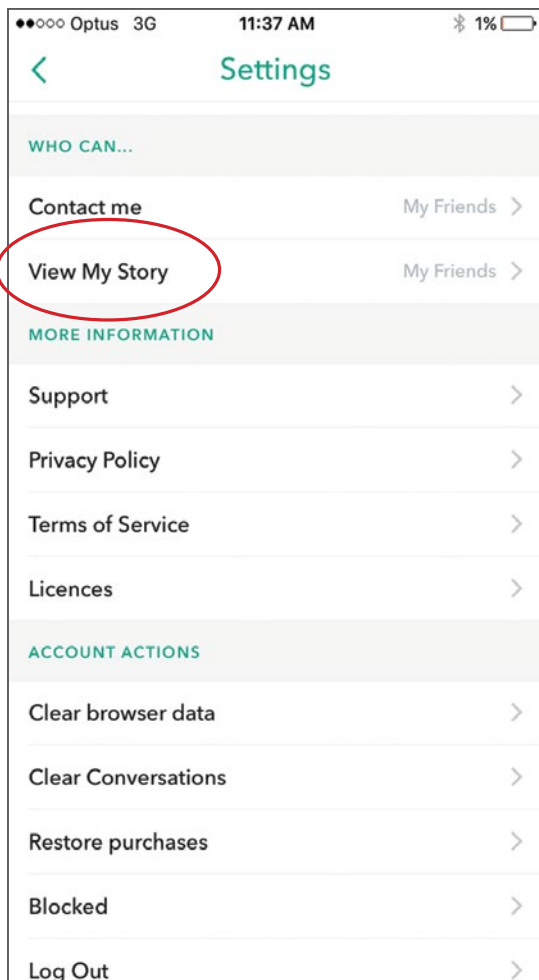 Optus 3G 11:37 AM 1%
Settings
WHO CAN...
Contact me My Friends
View My Story My Friends
MORE INFORMATION
Support
Privacy Policy
Terms of Service
Licences
ACCOUNT ACTIONS
Clear browser data
Clear Conversations
Restore purchases
Blocked
Log Out